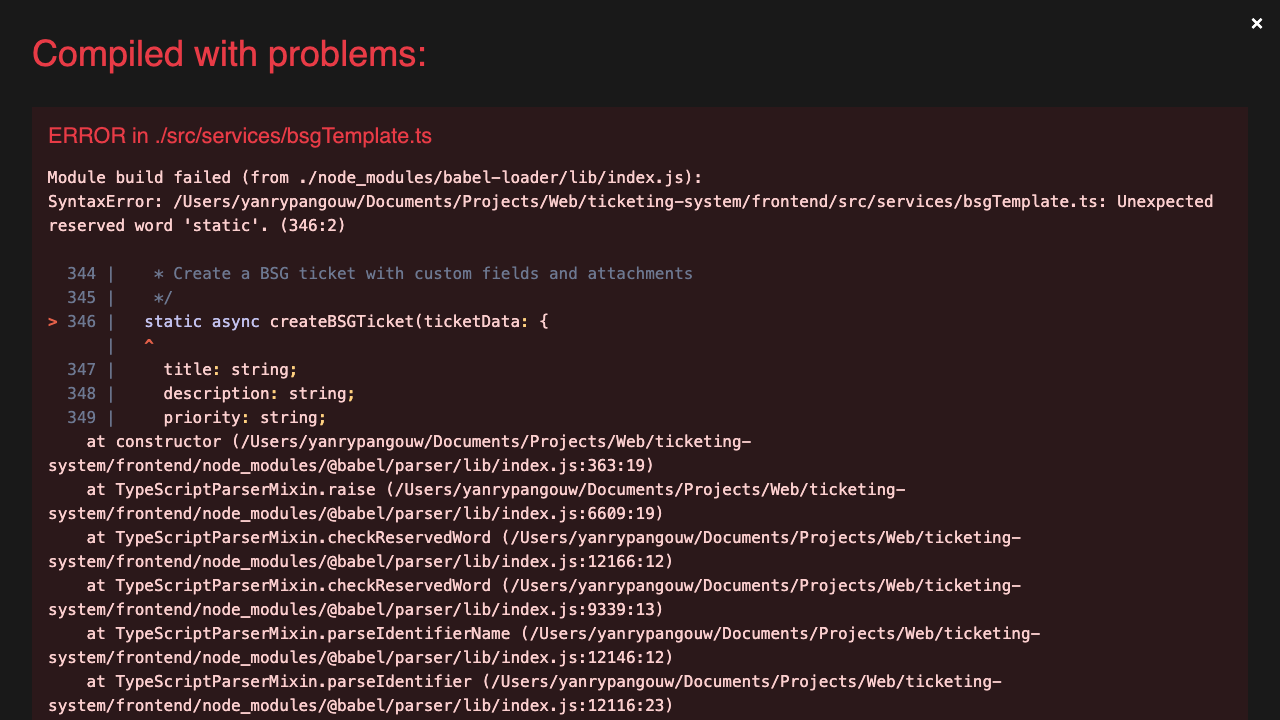 ×
Compiled with problems:
ERROR in ./src/services/bsgTemplate.ts
Module build failed (from ./node_modules/babel-loader/lib/index.js):
SyntaxError: /Users/yanrypangouw/Documents/Projects/Web/ticketing-system/frontend/src/services/bsgTemplate.ts: Unexpected
reserved word 'static'. (346:2)
  344 |    * Create a BSG ticket with custom fields and attachments
  345 |    */
> 346 |   static async createBSGTicket(ticketData: {
      |   ^
  347 |     title: string;
  348 |     description: string;
  349 |     priority: string;
    at constructor (/Users/yanrypangouw/Documents/Projects/Web/ticketing-
system/frontend/node_modules/@babel/parser/lib/index.js:363:19)
    at TypeScriptParserMixin.raise (/Users/yanrypangouw/Documents/Projects/Web/ticketing-
system/frontend/node_modules/@babel/parser/lib/index.js:6609:19)
    at TypeScriptParserMixin.checkReservedWord (/Users/yanrypangouw/Documents/Projects/Web/ticketing-
system/frontend/node_modules/@babel/parser/lib/index.js:12166:12)
    at TypeScriptParserMixin.checkReservedWord (/Users/yanrypangouw/Documents/Projects/Web/ticketing-
system/frontend/node_modules/@babel/parser/lib/index.js:9339:13)
    at TypeScriptParserMixin.parseIdentifierName (/Users/yanrypangouw/Documents/Projects/Web/ticketing-
system/frontend/node_modules/@babel/parser/lib/index.js:12146:12)
    at TypeScriptParserMixin.parseIdentifier (/Users/yanrypangouw/Documents/Projects/Web/ticketing-
system/frontend/node_modules/@babel/parser/lib/index.js:12116:23)